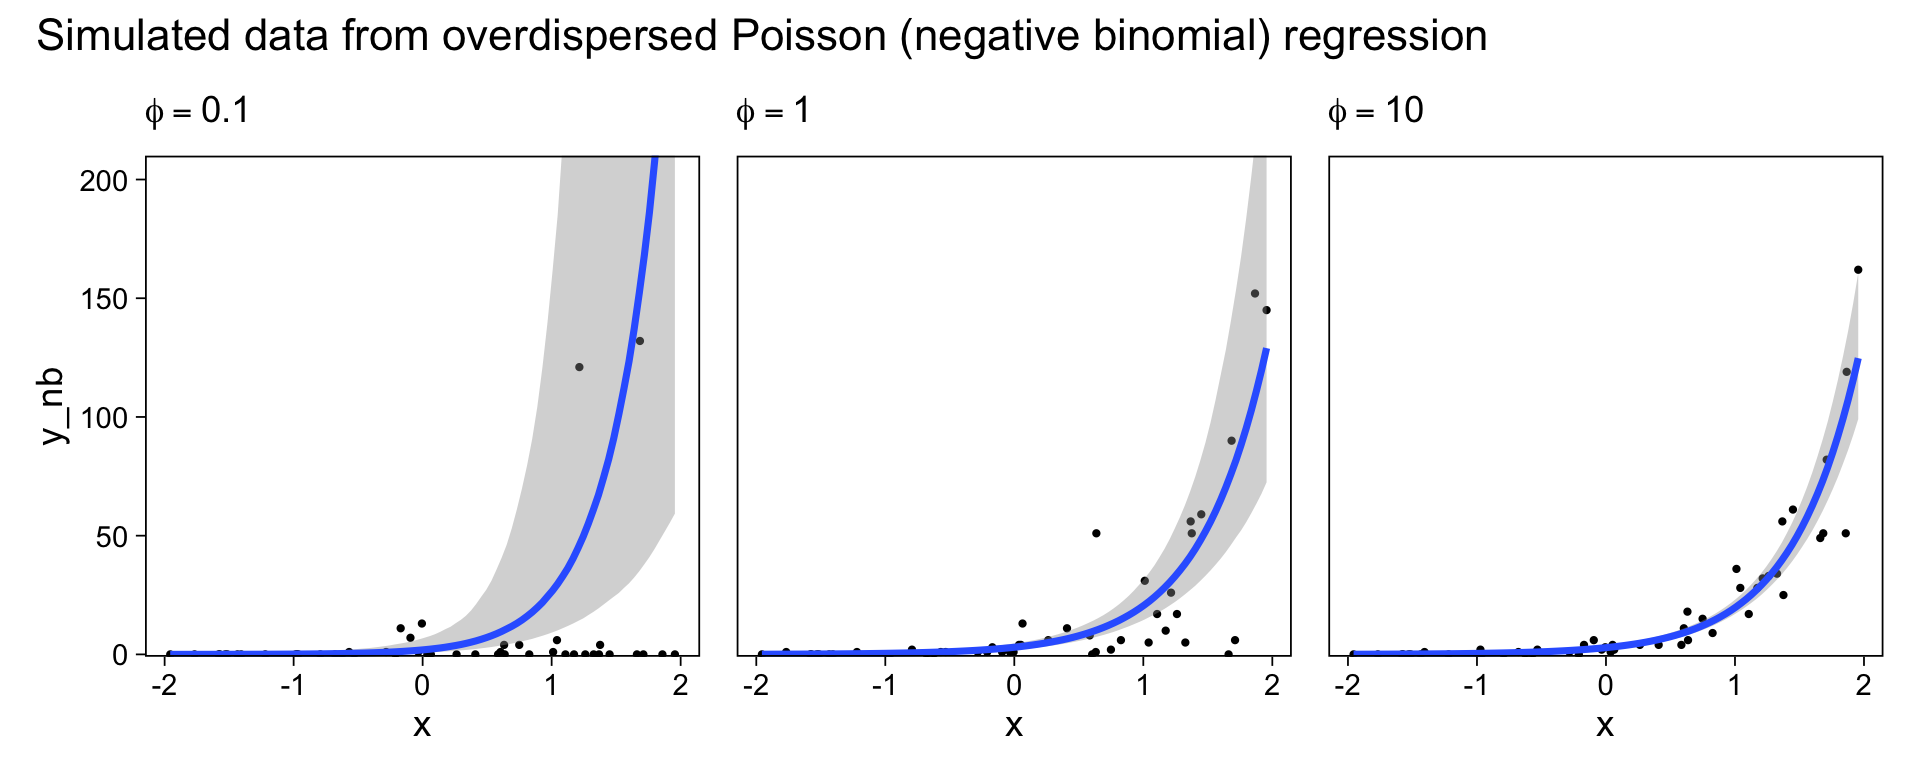 Simulated data from overdispersed Poisson (negative binomial) regression
ϕ = 0.1
ϕ = 1
ϕ = 10
y_nb
200
150
100
50
0
-2 -1 0 1 2
-2 -1 0 1 2
-2 -1 0 1 2
x
x
x